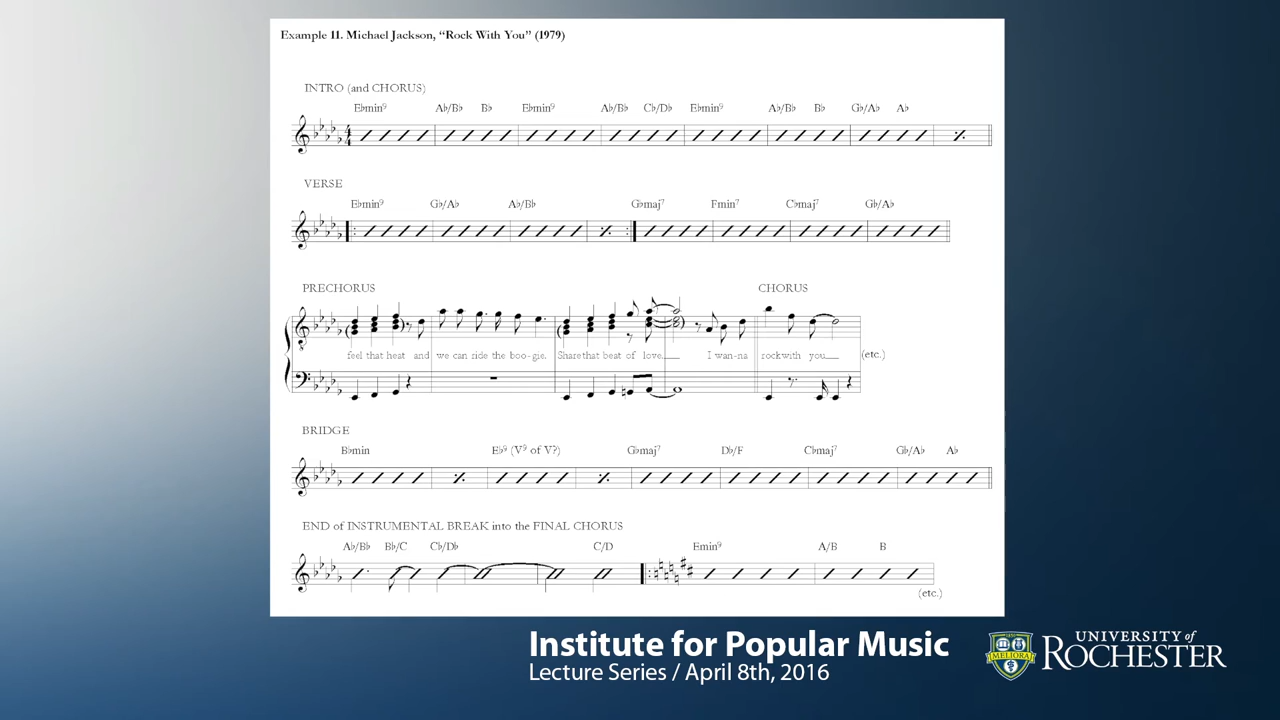 Example 11. Michael Jackson, “Rock With You” (1979)
INTRO (and CHORUS)
E♭min⁹ A♭/B♭ B♭ E♭min⁹ A♭/B♭ C♭/D♭ E♭min⁹ A♭/B♭ B♭ G♭/A♭ A♭
VERSE
E♭min⁹ G♭/A♭ A♭/B♭ G♭maj⁷ Fmin⁷ C♭maj⁷ G♭/A♭
PRECHORUS CHORUS
feel that heat and we can ride the boo-gie, Share that beat of love, I wan-na rock with you (etc.)
BRIDGE
B♭min E♭⁹ (V⁹ of V?) G♭maj⁷ D♭/F C♭maj⁷ G♭/A♭ A♭
END of INSTRUMENTAL BREAK into the FINAL CHORUS
A♭/B♭ B♭/C C♭/D♭ C/D Emin⁹ A/B B
(etc.)
Institute for Popular Music
Lecture Series / April 8th, 2016
MELIORA
UNIVERSITY of
ROCHESTER